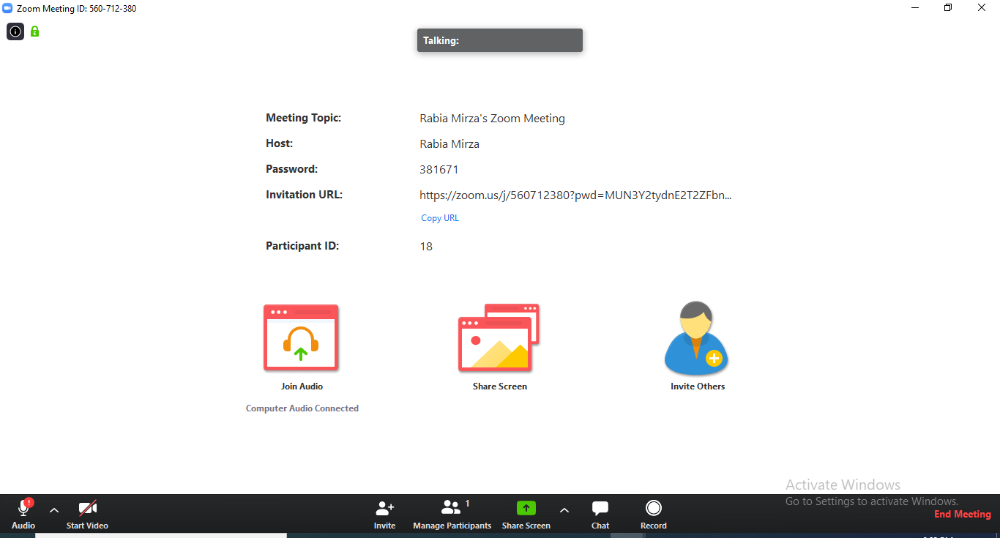 Zoom Meeting ID: 560-712-380
Talking:
Meeting Topic: Rabia Mirza's Zoom Meeting
Host: Rabia Mirza
Password: 381671
Invitation URL: https://zoom.us/j/560712380?pwd=MUN3Y2tydnE2T2ZFbn...
Copy URL
Participant ID: 18
Join Audio Share Screen Invite Others
Computer Audio Connected
Activate Windows
Go to Settings to activate Windows.
1
Audio Start Video Invite Manage Participants Share Screen Chat Record End Meeting